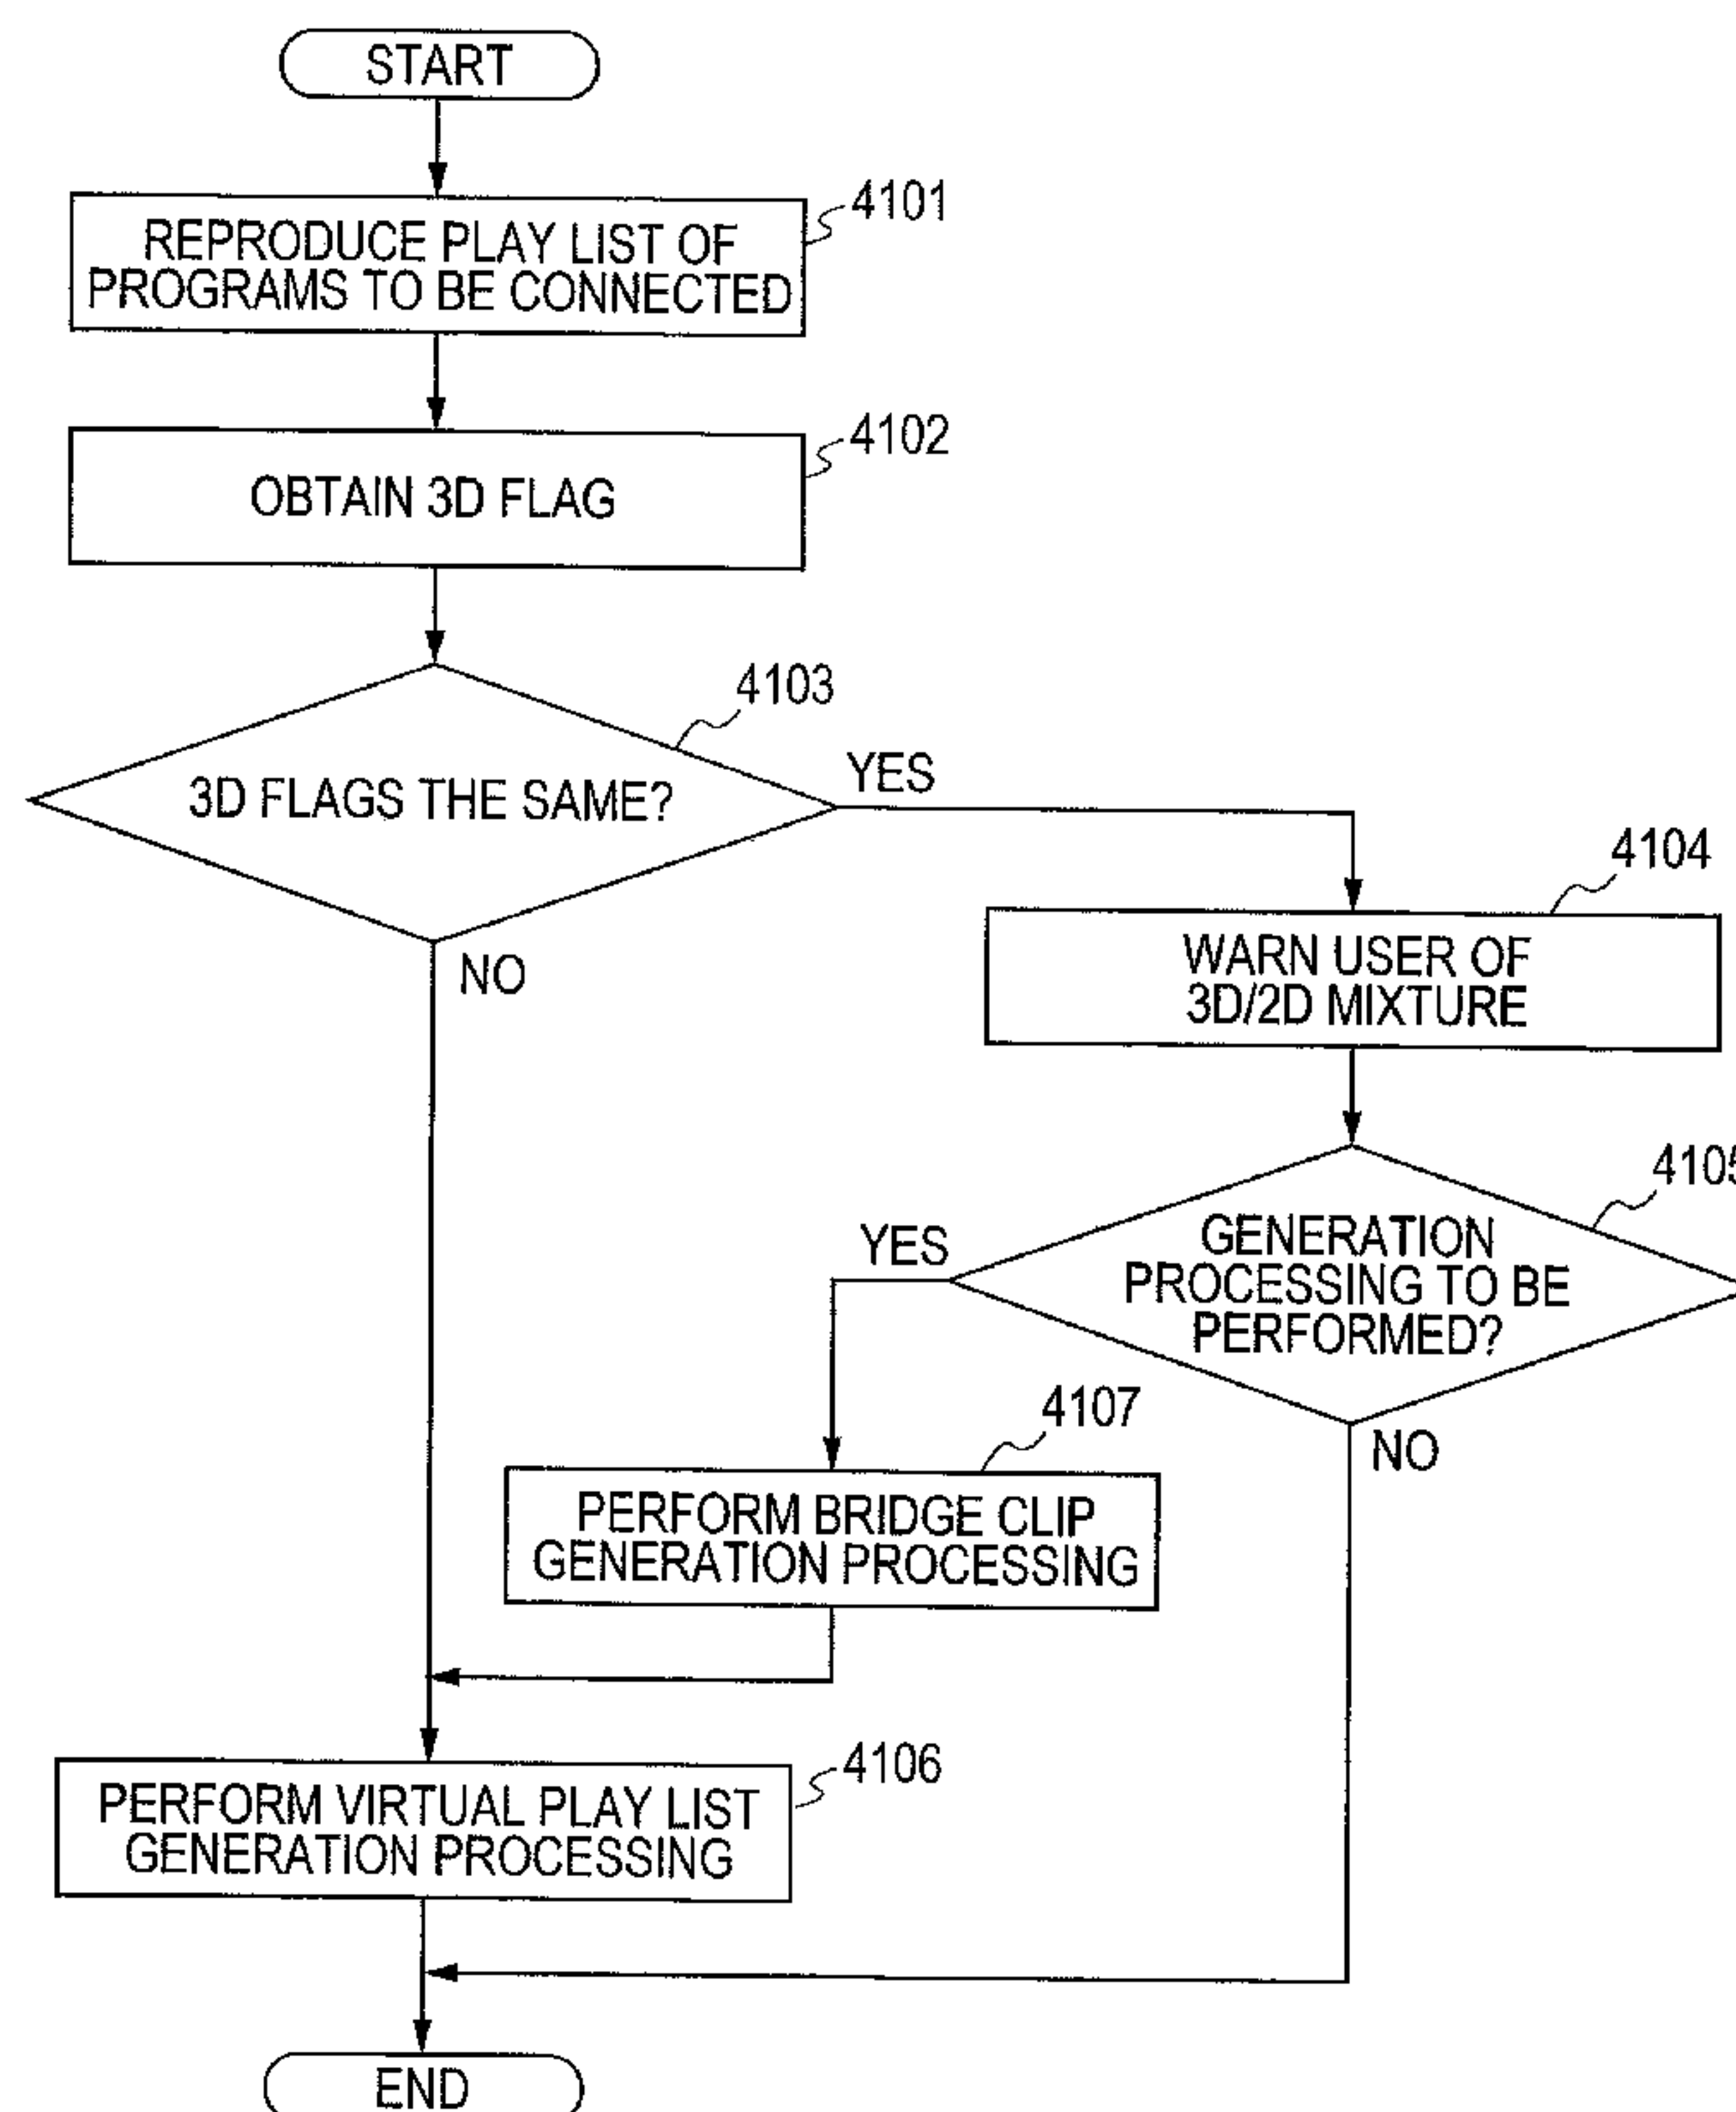 START
4101
REPRODUCE PLAY LIST OF
PROGRAMS TO BE CONNECTED
4102
OBTAIN 3D FLAG
4103
3D FLAGS THE SAME?
YES
NO
4104
WARN USER OF
3D/2D MIXTURE
4105
GENERATION
PROCESSING TO BE
PERFORMED?
YES
NO
4107
PERFORM BRIDGE CLIP
GENERATION PROCESSING
4106
PERFORM VIRTUAL PLAY LIST
GENERATION PROCESSING
END